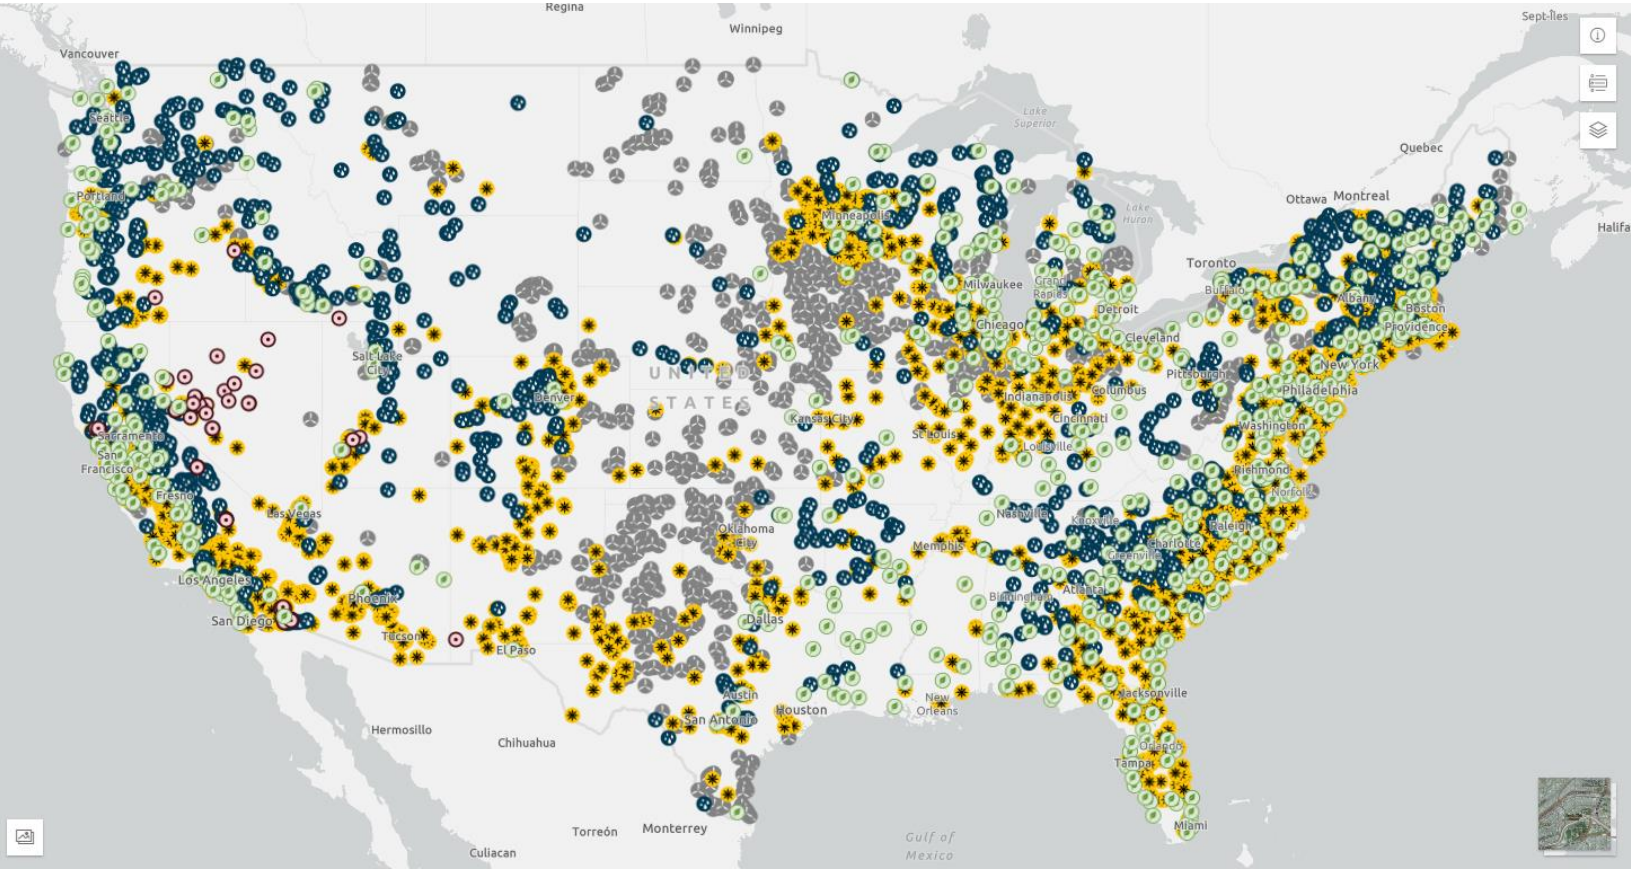 Regina
Winnipeg
Sept-Îles
Vancouver
Seattle
Lake
Superior
Quebec
Portland
Minneapolis
Ottawa
Montreal
Lake
Huron
Halifa
Toronto
Milwaukee
Grand
Rapids
Buffalo
Detroit
Albany
Boston
Providence
Chicago
Cleveland
Salt Lake
City
UNITED
STATES
Pittsburgh
New York
Denver
Indianapolis
Columbus
Philadelphia
Kansas City
Cincinnati
Washington
Sacramento
St Louis
Louisville
San
Francisco
Richmond
Fresno
Norfolk
Las Vegas
Nashville
Knoxville
Oklahoma
City
Raleigh
Memphis
Charlotte
Greenville
Los Angeles
Phoenix
Birmingham
Atlanta
San Diego
Dallas
Tucson
El Paso
Austin
Jacksonville
New
Orleans
Houston
San Antonio
Hermosillo
Chihuahua
Orlando
Tampa
Torreón
Monterrey
Miami
Gulf of
Mexico
Culiacan